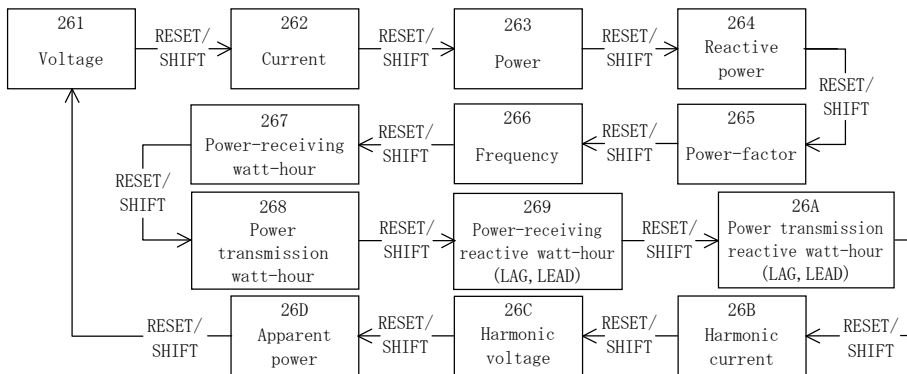 261
Voltage
RESET/
SHIFT
262
Current
RESET/
SHIFT
263
Power
RESET/
SHIFT
264
Reactive
power
RESET/
SHIFT
265
Power-factor
RESET/
SHIFT
266
Frequency
RESET/
SHIFT
267
Power-receiving
watt-hour
RESET/
SHIFT
268
Power
transmission
watt-hour
RESET/
SHIFT
269
Power-receiving
reactive watt-hour
(LAG, LEAD)
RESET/
SHIFT
26A
Power transmission
reactive watt-hour
(LAG, LEAD)
RESET/
SHIFT
26B
Harmonic
current
RESET/
SHIFT
26C
Harmonic
voltage
RESET/
SHIFT
26D
Apparent
power
RESET/
SHIFT